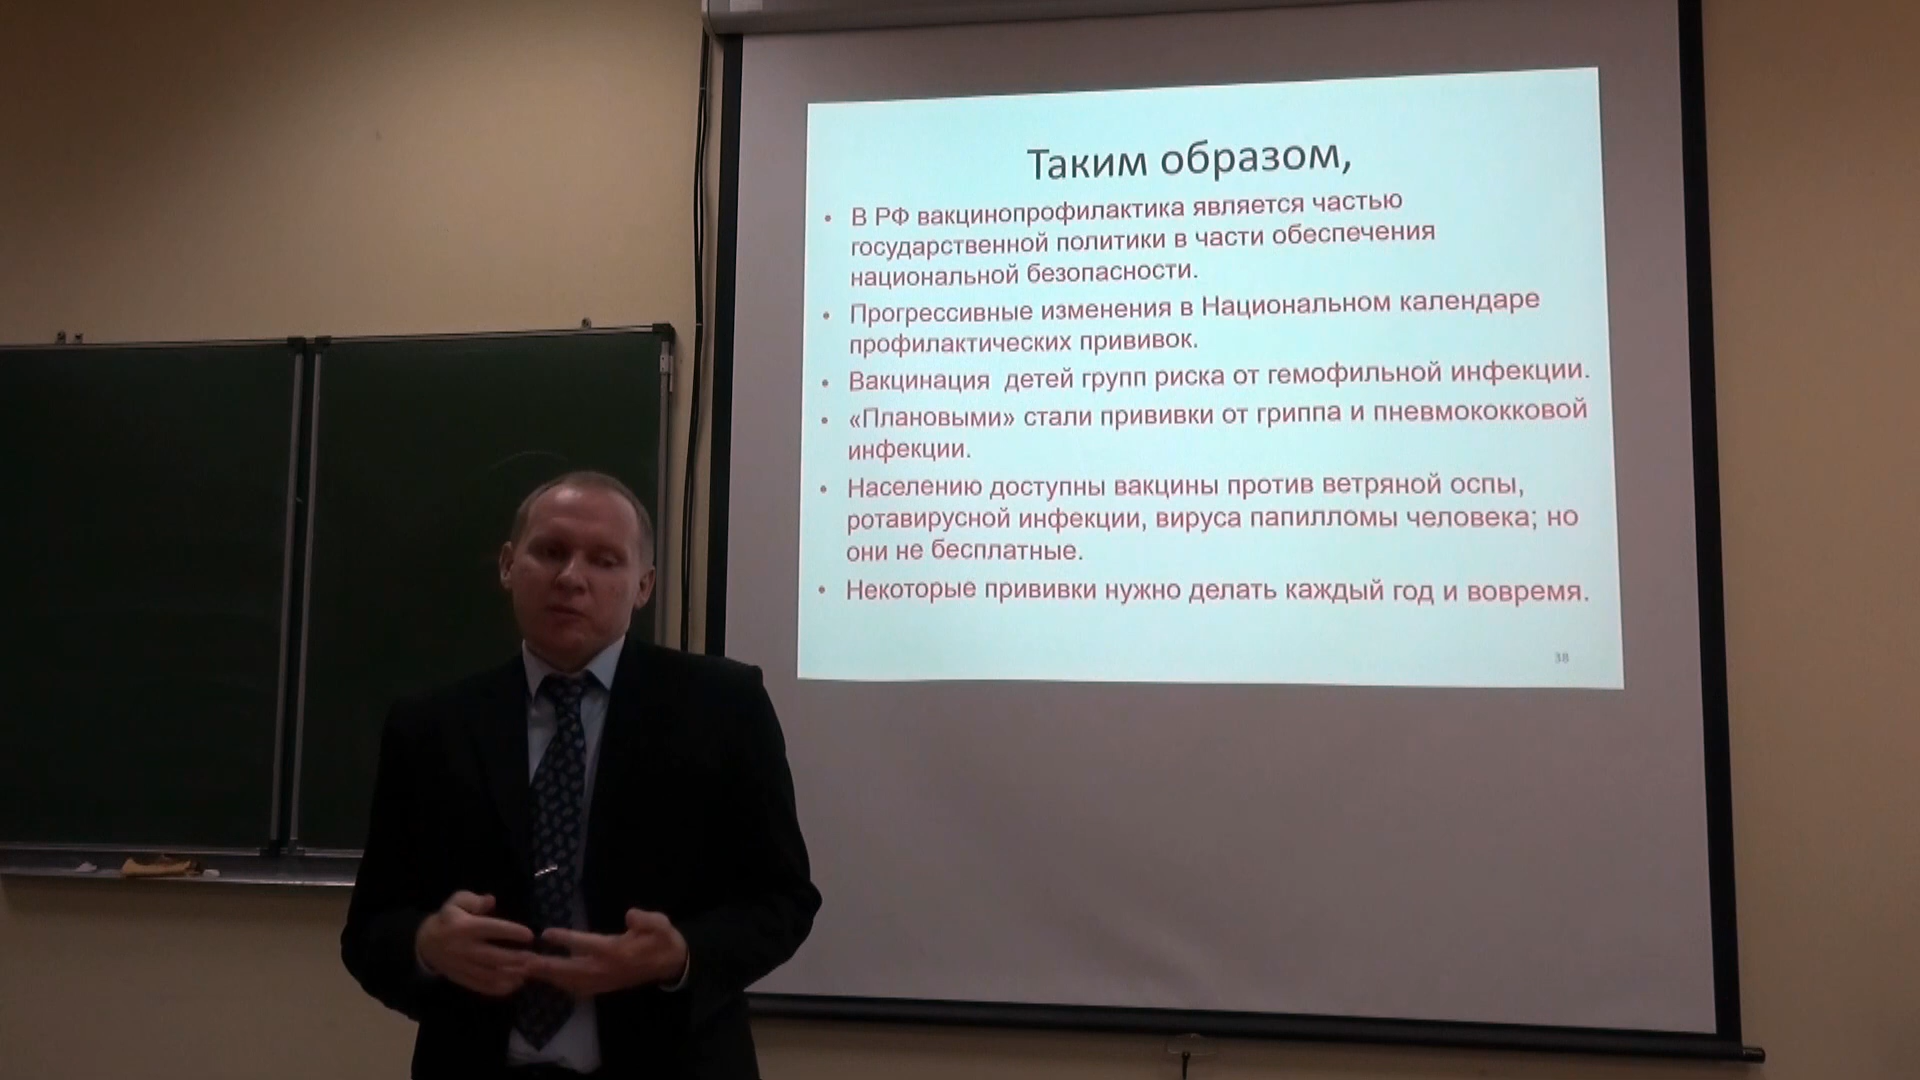 Таким образом,
• В РФ вакцинопрофилактика является частью
государственной политики в части обеспечения
национальной безопасности.
• Прогрессивные изменения в Национальном календаре
профилактических прививок.
• Вакцинация детей групп риска от гемофильной инфекции.
• «Плановыми» стали прививки от гриппа и пневмококковой
инфекции.
• Населению доступны вакцины против ветряной оспы,
ротавирусной инфекции, вируса папилломы человека; но
они не бесплатные.
• Некоторые прививки нужно делать каждый год и вовремя.
38